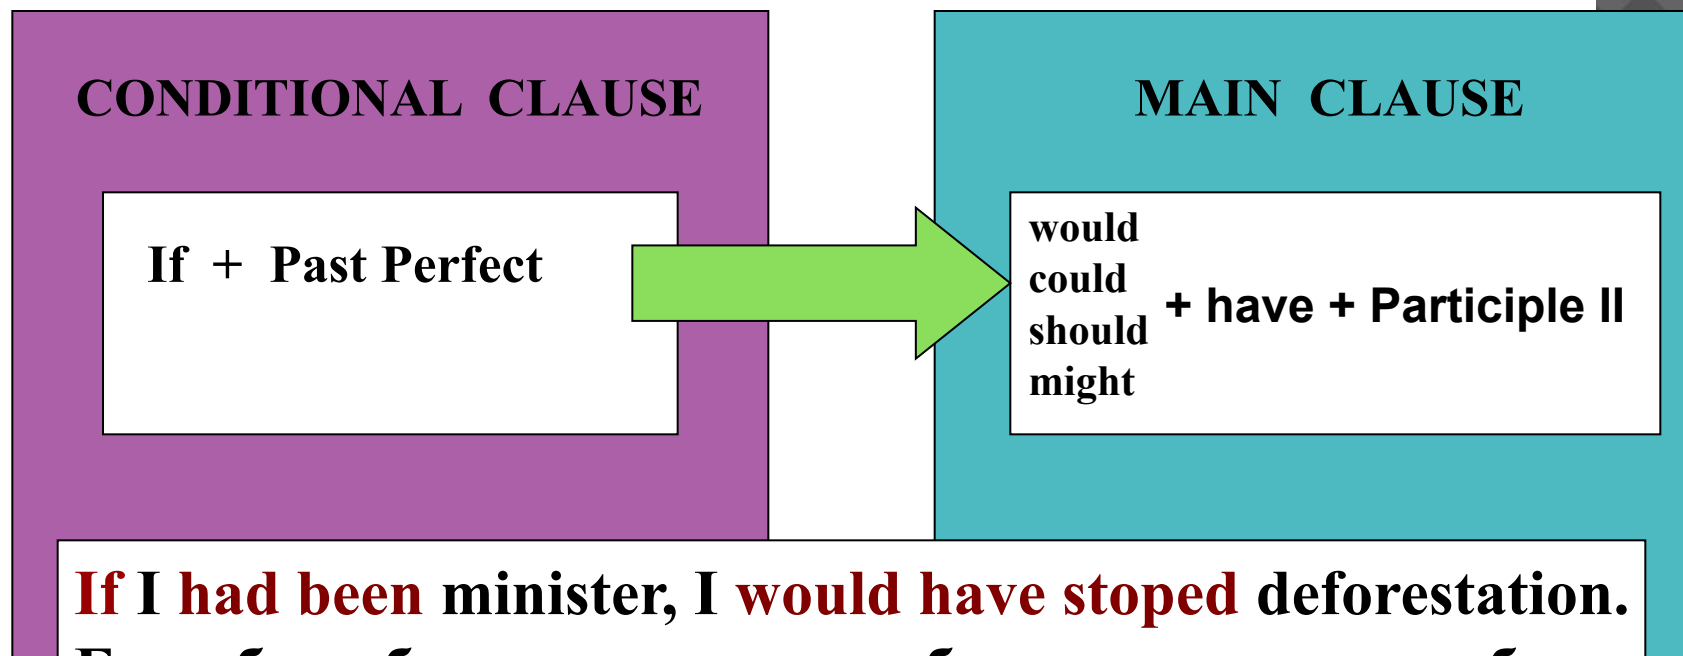 CONDITIONAL CLAUSE
MAIN CLAUSE
If + Past Perfect
would
could
should
might
+ have + Participle II
If I had been minister, I would have stoped deforestation.